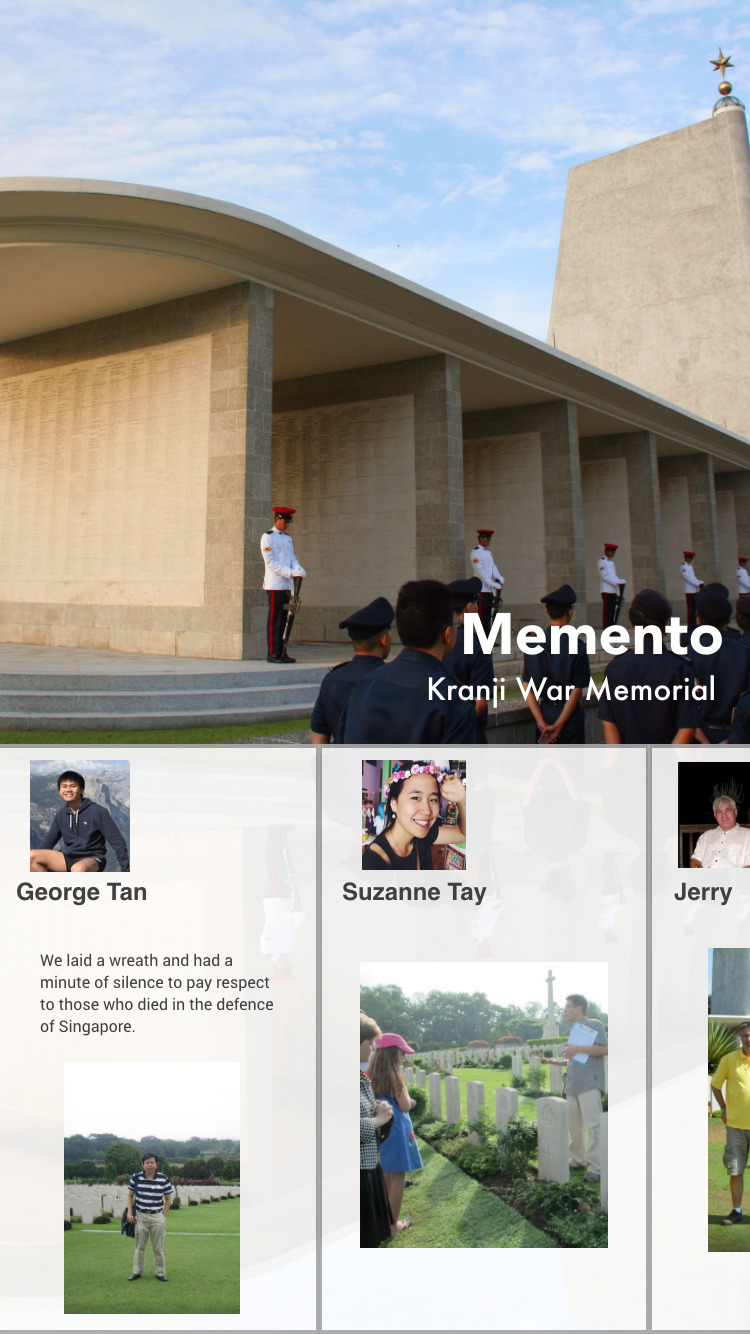 Memento
Kranji War Memorial
George Tan
We laid a wreath and had a
minute of silence to pay respect
to those who died in the defence
of Singapore.
Suzanne Tay
Jerry